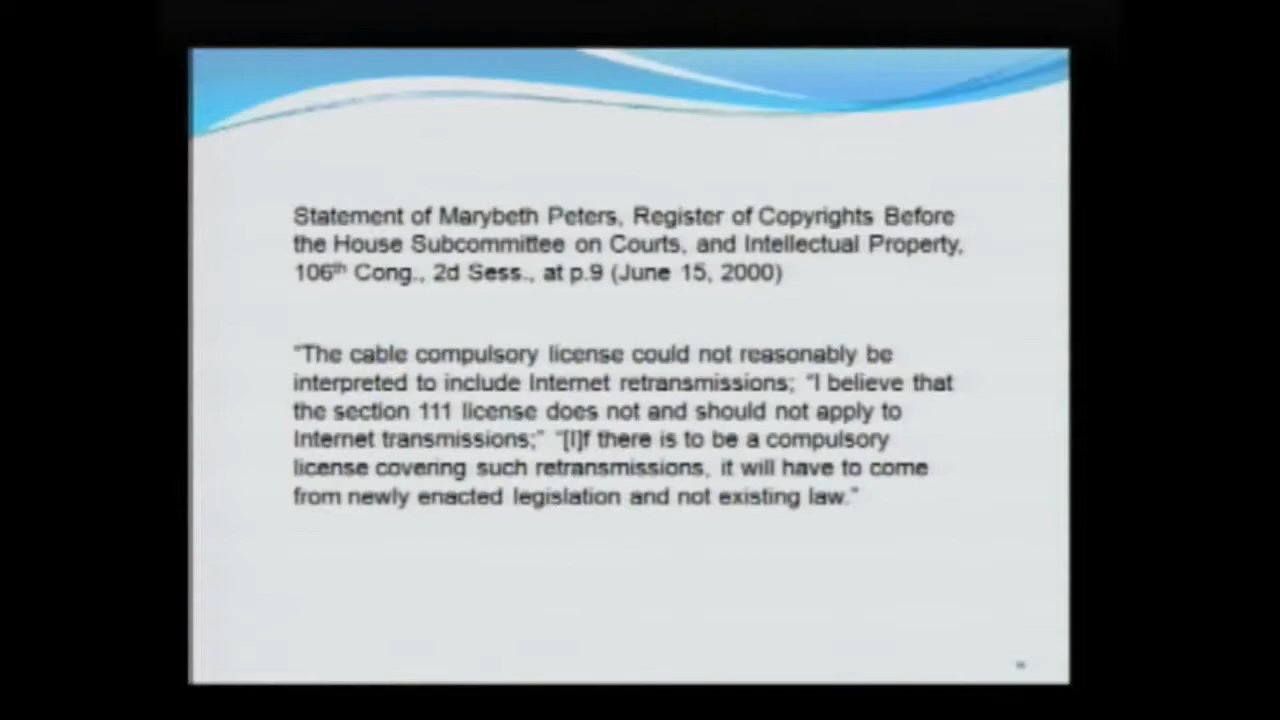 Statement of Marybeth Peters, Register of Copyrights Before
the House Subcommittee on Courts, and Intellectual Property,
106th Cong., 2d Sess., at p.9 (June 15, 2000)
"The cable compulsory license could not reasonably be
interpreted to include Internet retransmissions; "I believe that
the section 111 license does not and should not apply to
Internet transmissions;" "[I]f there is to be a compulsory
license covering such retransmissions, it will have to come
from newly enacted legislation and not existing law."